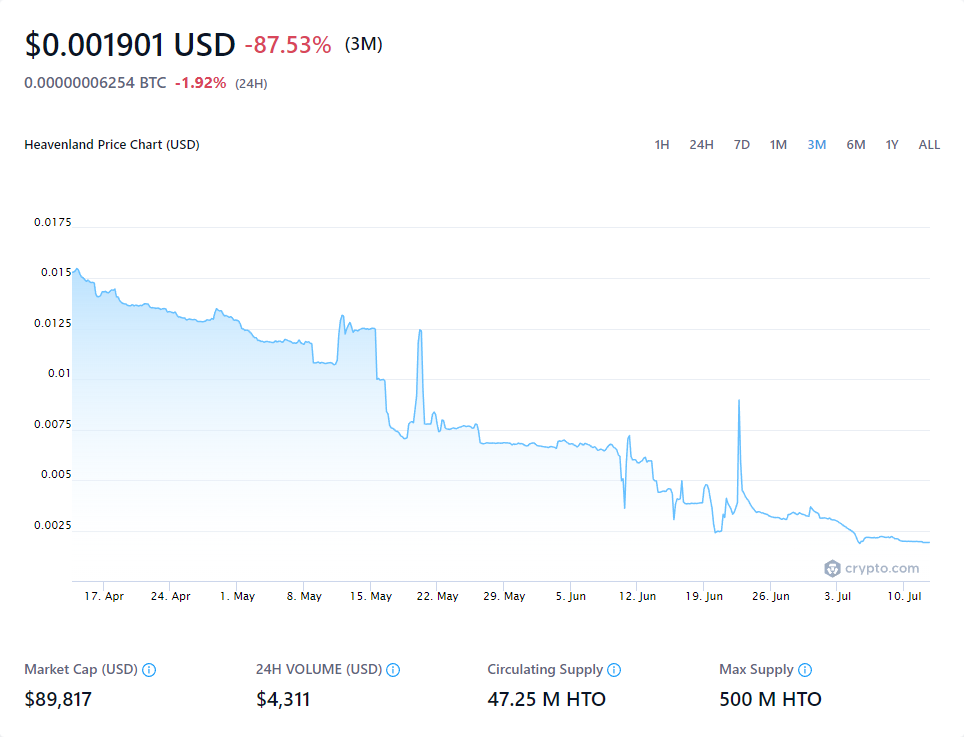 $0.001901 USD -87.53% (3M)
0.00000006254 BTC -1.92% (24H)
Heavenland Price Chart (USD) 1H 24H 7D 1M 3M 6M 1Y ALL
0.0175
0.015
0.0125
0.01
0.0075
0.005
0.0025
crypto.com
17. Apr 24. Apr 1. May 8. May 15. May 22. May 29. May 5. Jun 12. Jun 19. Jun 26. Jun 3. Jul 10. Jul
Market Cap (USD) 24H VOLUME (USD) Circulating Supply Max Supply
$89,817 $4,311 47.25 M HTO 500 M HTO